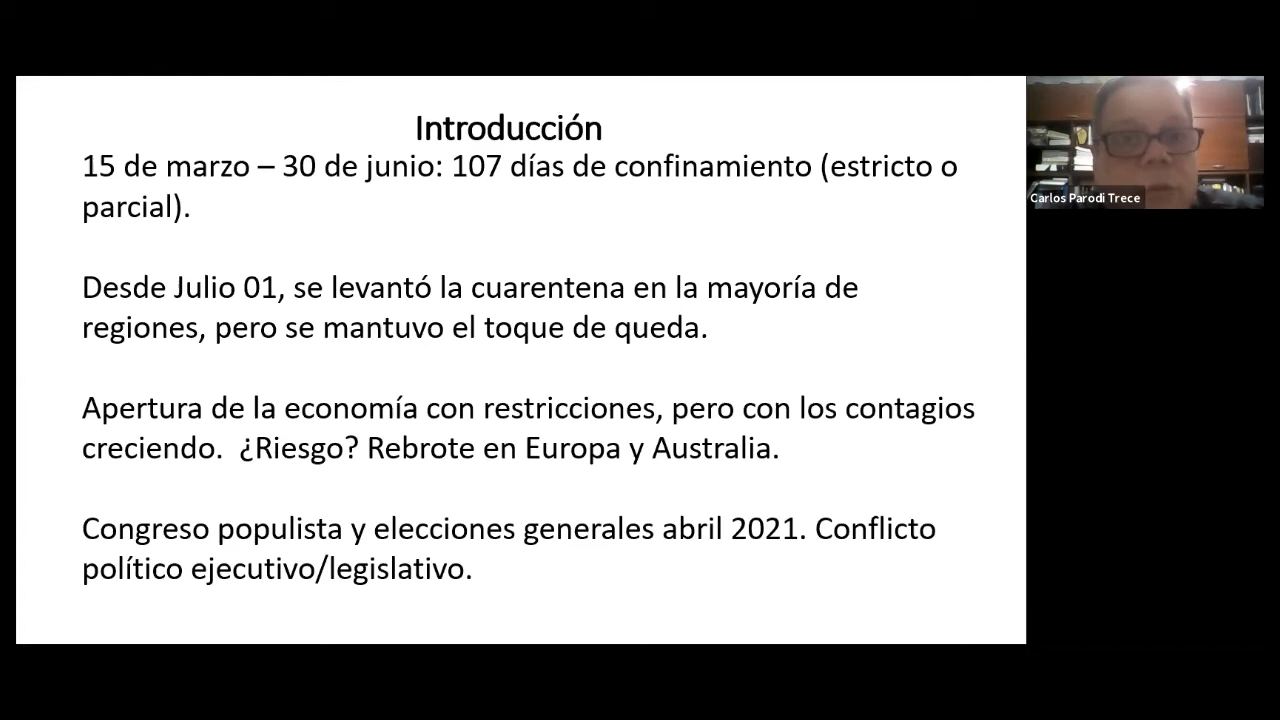 Introducción
15 de marzo – 30 de junio: 107 días de confinamiento (estricto o
parcial).
Desde Julio 01, se levantó la cuarentena en la mayoría de
regiones, pero se mantuvo el toque de queda.
Apertura de la economía con restricciones, pero con los contagios
creciendo.  ¿Riesgo? Rebrote en Europa y Australia.
Congreso populista y elecciones generales abril 2021. Conflicto
político ejecutivo/legislativo.
Carlos Parodi Trece